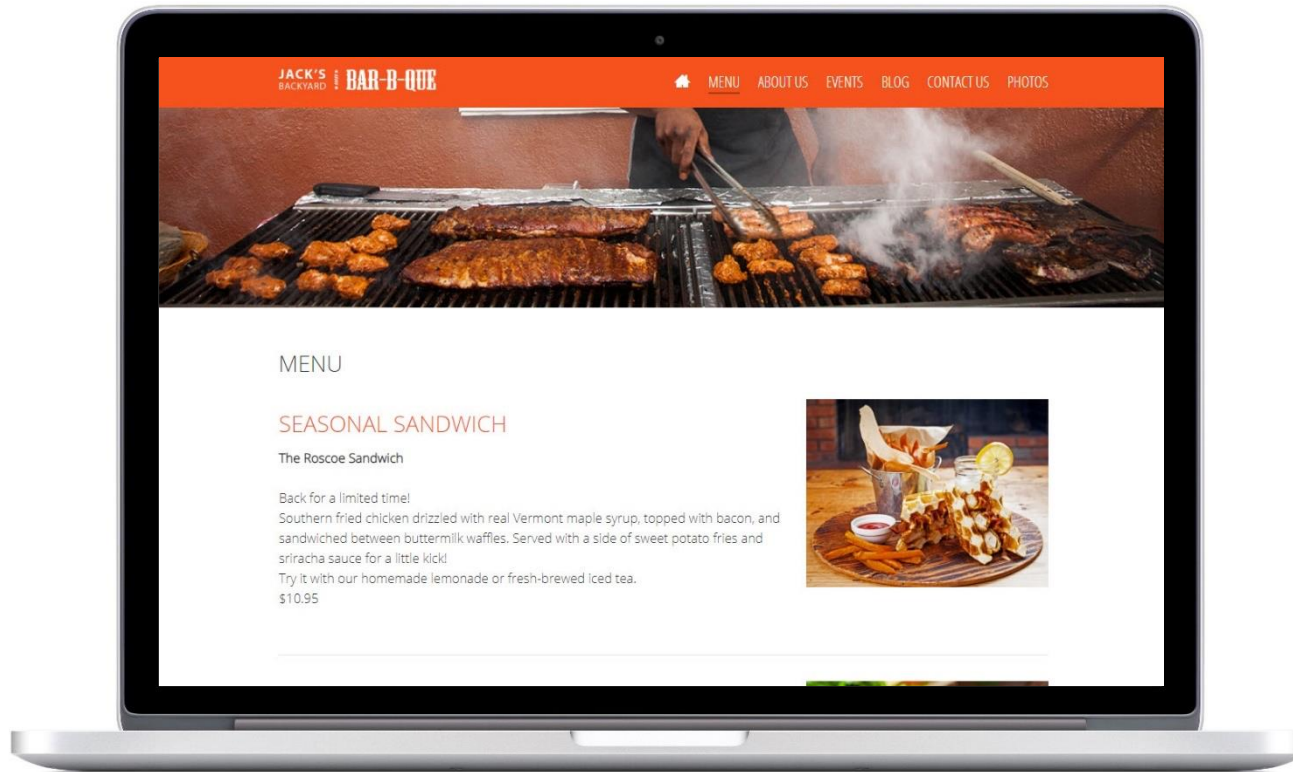 JACK'S
BACKYARD
BAR-B-QUE
MENU
ABOUT US
EVENTS
BLOG
CONTACT US
PHOTOS
MENU
SEASONAL SANDWICH
The Roscoe Sandwich
Back for a limited time!
Southern fried chicken drizzled with real Vermont maple syrup, topped with bacon, and
sandwiched between buttermilk waffles. Served with a side of sweet potato fries and
sriracha sauce for a little kick!
Try it with our homemade lemonade or fresh-brewed iced tea.
$10.95